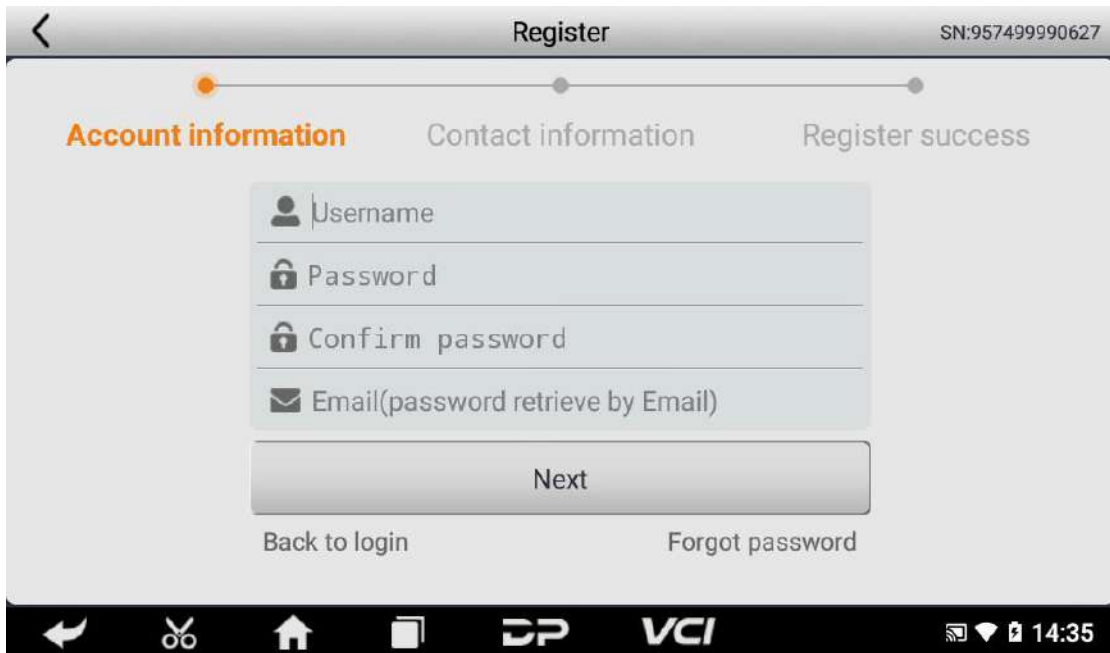 Register
SN:957499990627
Account information
Contact information
Register success
Username
Password
Confirm password
Email(password retrieve by Email)
Next
Back to login
Forgot password
DP
VCI
14:35